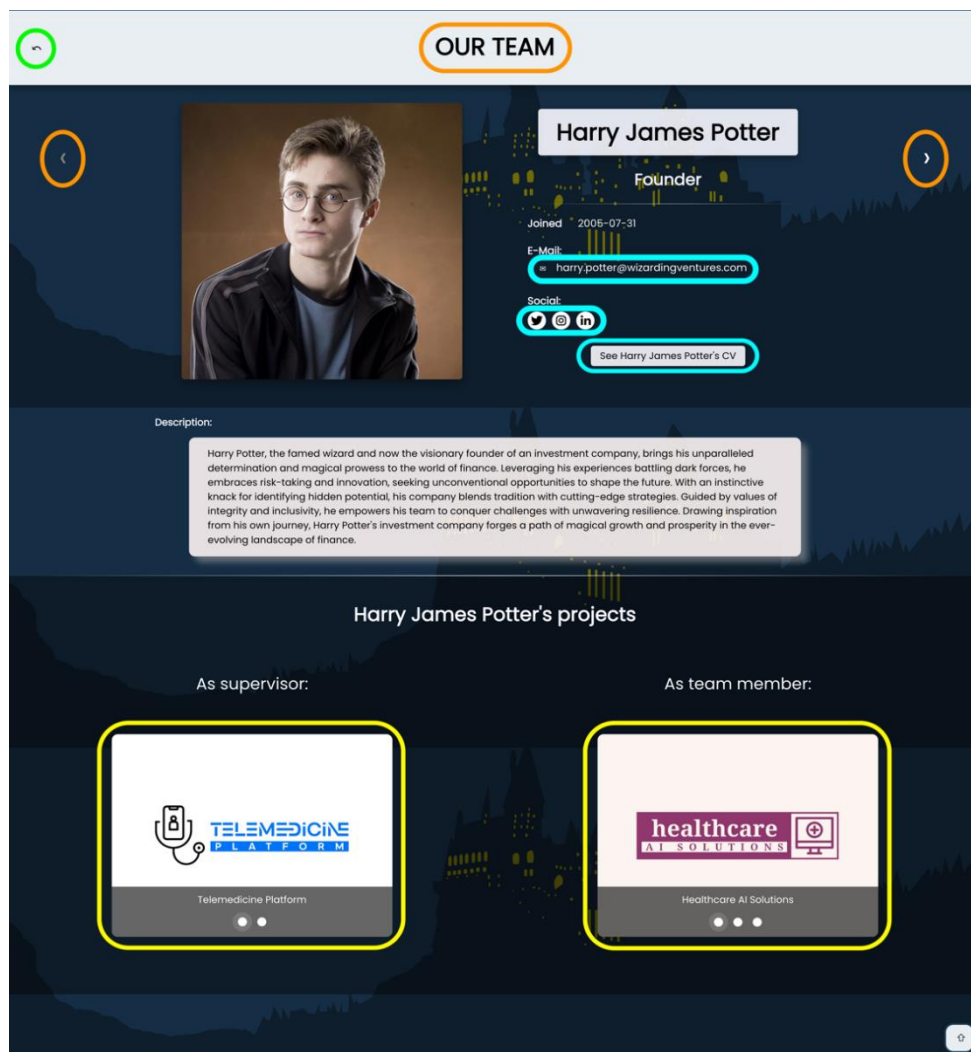 OUR TEAM
Harry James Potter
Founder
Joined 2005-07-31
E-Mail:
harry.potter@wizardingventures.com
Social:
See Harry James Potter's CV
Description:
Harry Potter, the famed wizard and now the visionary founder of an investment company, brings his unparalleled
determination and magical prowess to the world of finance. Leveraging his experiences battling dark forces, he
embraces risk-taking and innovation, seeking unconventional opportunities to shape the future. With an instinctive
knack for identifying hidden potential, his company blends tradition with cutting-edge strategies. Guided by values of
integrity and inclusivity, he empowers his team to conquer challenges with unwavering resilience. Drawing inspiration
from his own journey, Harry Potter's investment company forges a path of magical growth and prosperity in the ever-
evolving landscape of finance.
Harry James Potter's projects
As supervisor:
As team member:
TELEMEDICINE
PLATFORM
Telemedicine Platform
healthcare
AI SOLUTIONS
Healthcare AI Solutions